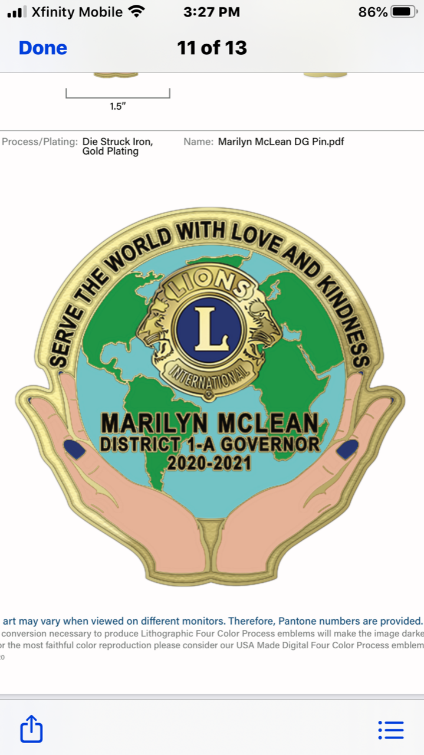 Xfinity Mobile
3:27 PM
86%
Done
11 of 13
1.5"
Process/Plating: Die Struck Iron,
Gold Plating
Name: Marilyn McLean DG Pin.pdf
SERVE THE WORLD WITH LOVE AND KINDNESS
LIONS
L
INTERNATIONAL
MARILYN MCLEAN
DISTRICT 1-A GOVERNOR
2020-2021
art may vary when viewed on different monitors. Therefore, Pantone numbers are provided.
conversion necessary to produce Lithographic Four Color Process emblems will make the image darke
or the most faithful color reproduction please consider our USA Made Digital Four Color Process emblem